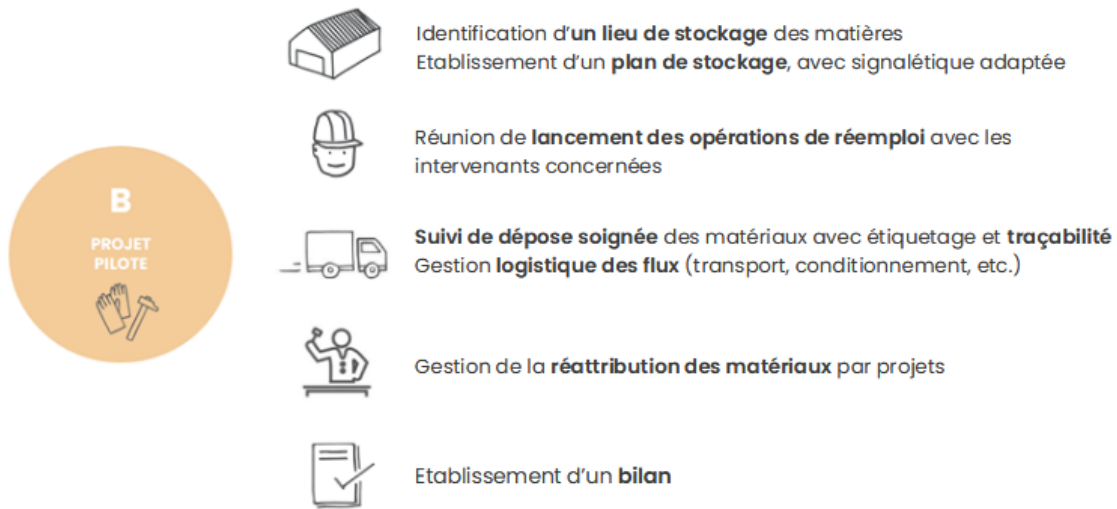 Identification d'un lieu de stockage des matières
Etablissement d'un plan de stockage, avec signalétique adaptée
Réunion de lancement des opérations de réemploi avec les
intervenants concernées
B
PROJET
PILOTE
Suivi de dépose soignée des matériaux avec étiquetage et traçabilité
Gestion logistique des flux (transport, conditionnement, etc.)
Gestion de la réattribution des matériaux par projets
Etablissement d'un bilan